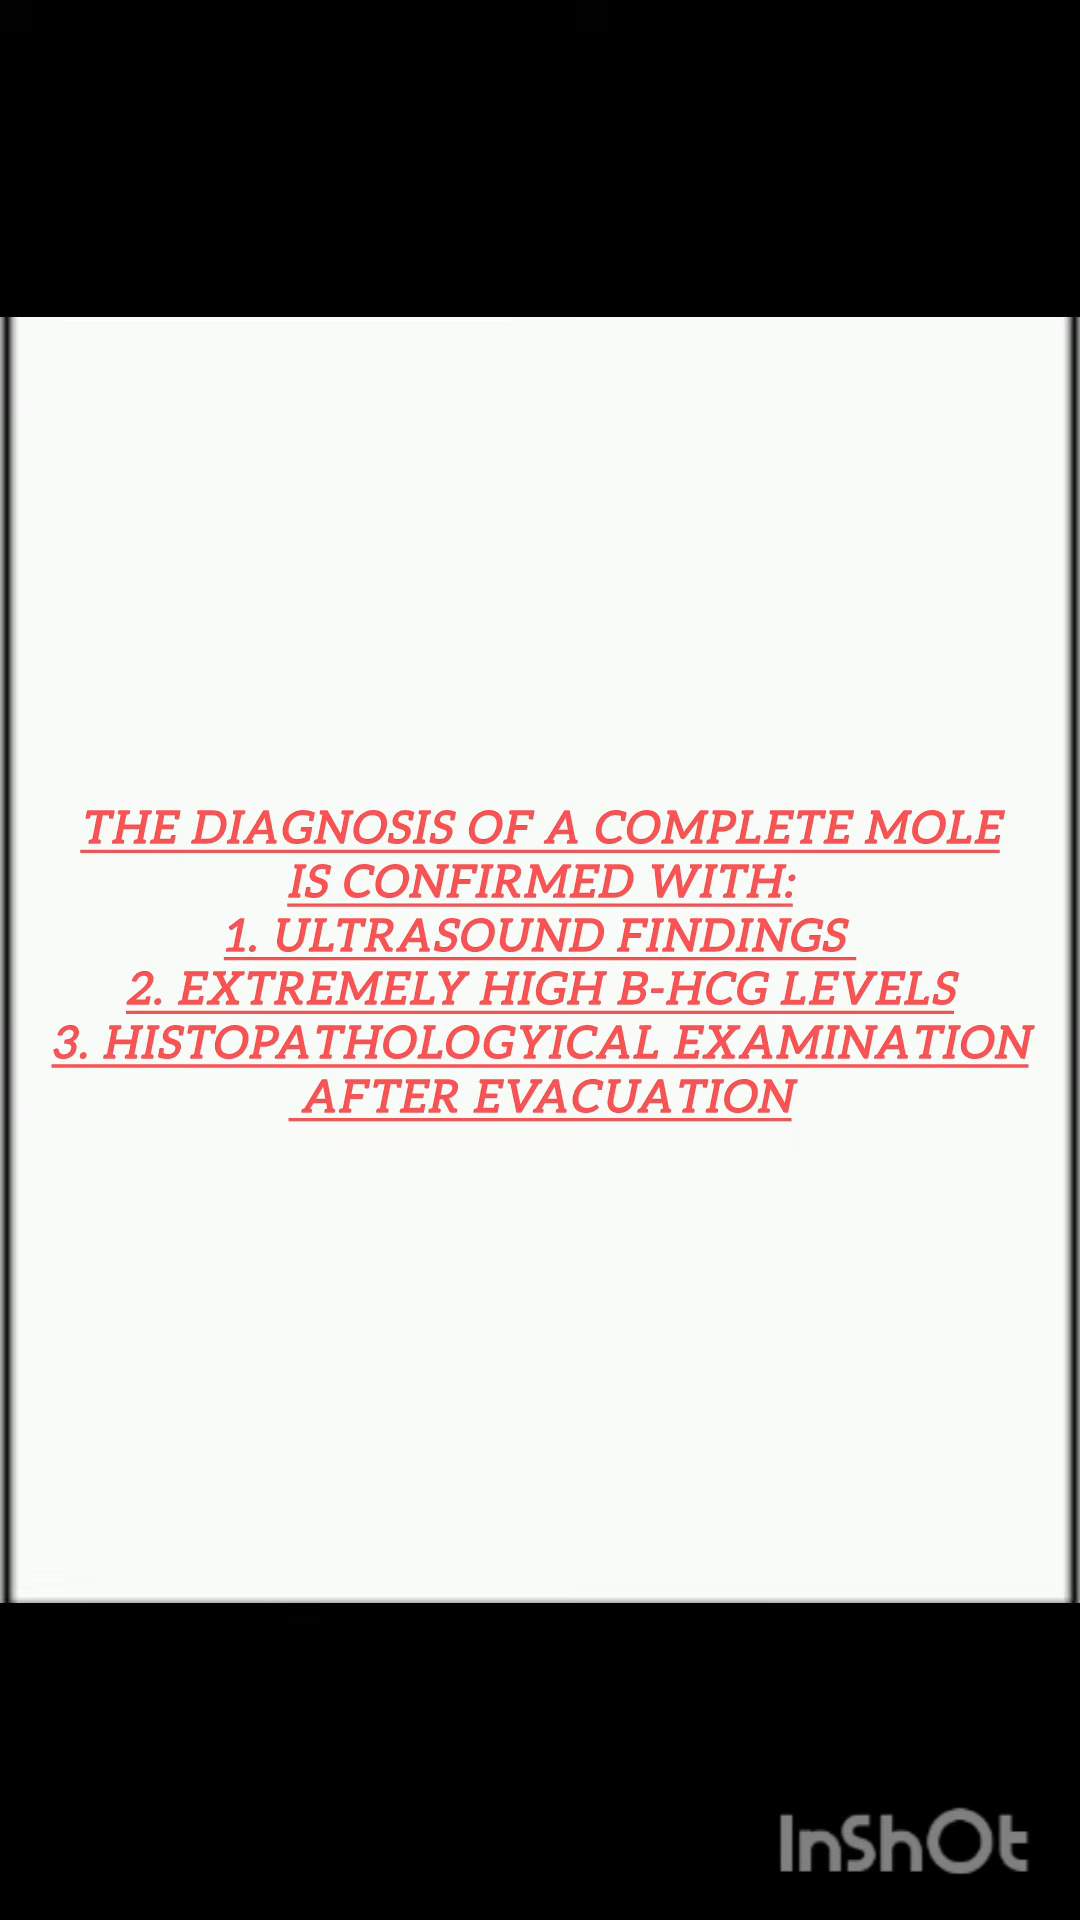 THE DIAGNOSIS OF A COMPLETE MOLE
IS CONFIRMED WITH:
1. ULTRASOUND FINDINGS
2. EXTREMELY HIGH B-HCG LEVELS
3. HISTOPATHOLOGYICAL EXAMINATION
AFTER EVACUATION
InShOt